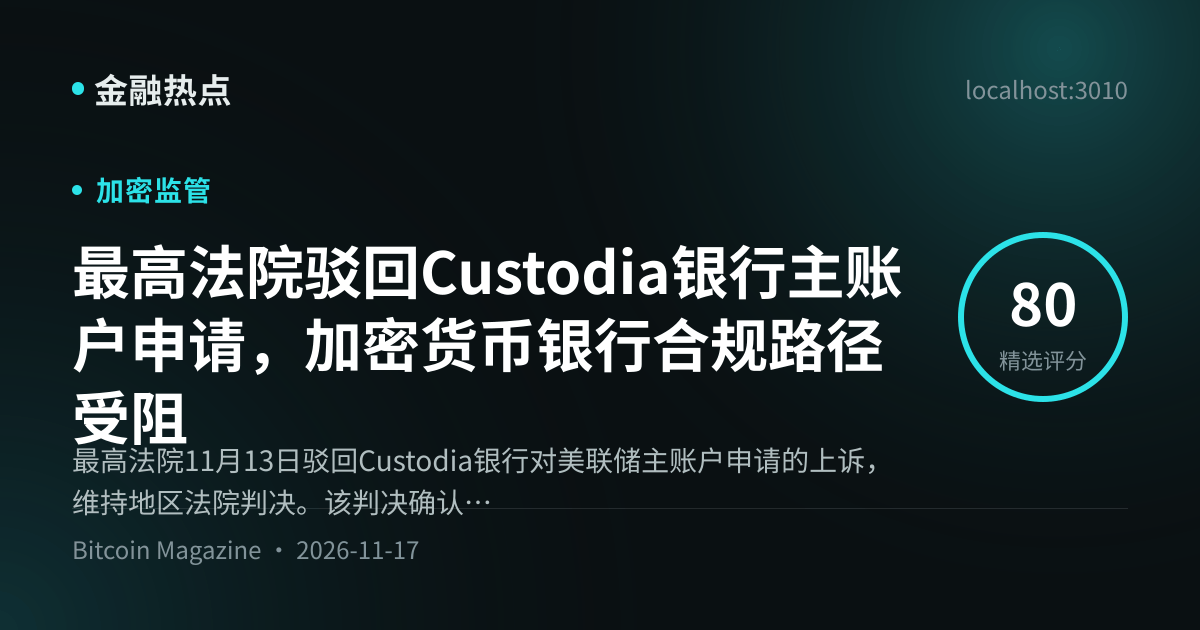 金融热点
localhost:3010
加密监管
最高法院驳回Custodia银行主账
户申请，加密货币银行合规路径
受阻
80
精选评分
最高法院11月13日驳回Custodia银行对美联储主账户申请的上诉，
维持地区法院判决。该判决确认…
Bitcoin Magazine · 2026-11-17